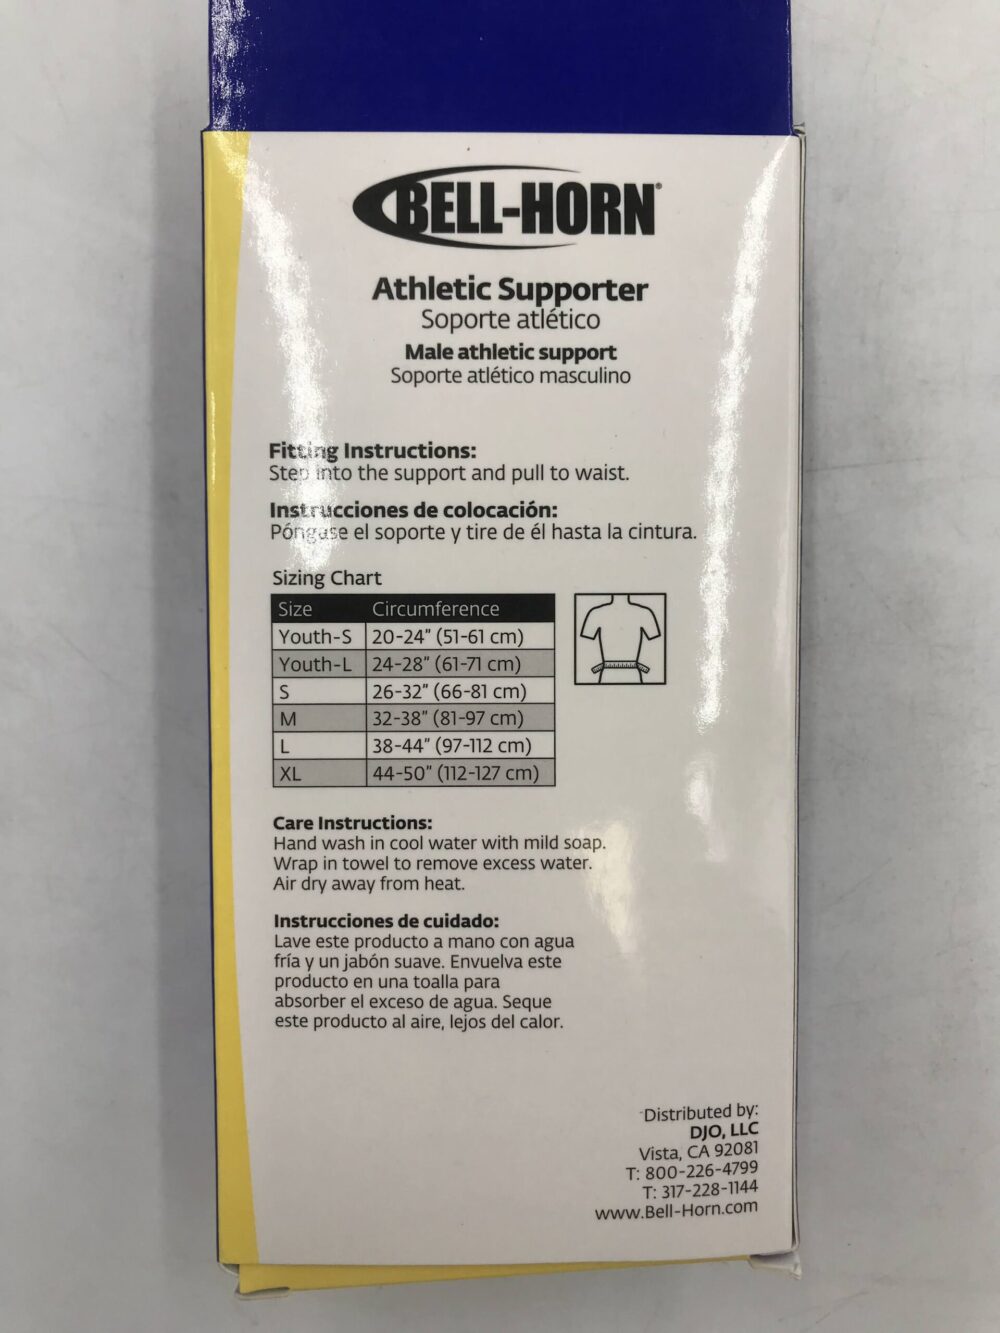 BELL-HORN®
Athletic Supporter
Soporte atlético
Male athletic support
Soporte atlético masculino
Fitting Instructions:
Step into the support and pull to waist.
Instrucciones de colocación:
Póngase el soporte y tire de él hasta la cintura.
Sizing Chart
Size Circumference
Youth-S 20-24" (51-61 cm)
Youth-L 24-28" (61-71 cm)
S 26-32" (66-81 cm)
M 32-38" (81-97 cm)
L 38-44" (97-112 cm)
XL 44-50" (112-127 cm)
Care Instructions:
Hand wash in cool water with mild soap.
Wrap in towel to remove excess water.
Air dry away from heat.
Instrucciones de cuidado:
Lave este producto a mano con agua
fría y un jabón suave. Envuelva este
producto en una toalla para
absorber el exceso de agua. Seque
este producto al aire, lejos del calor.
Distributed by:
DJO, LLC
Vista, CA 92081
T: 800-226-4799
T: 317-228-1144
www.Bell-Horn.com